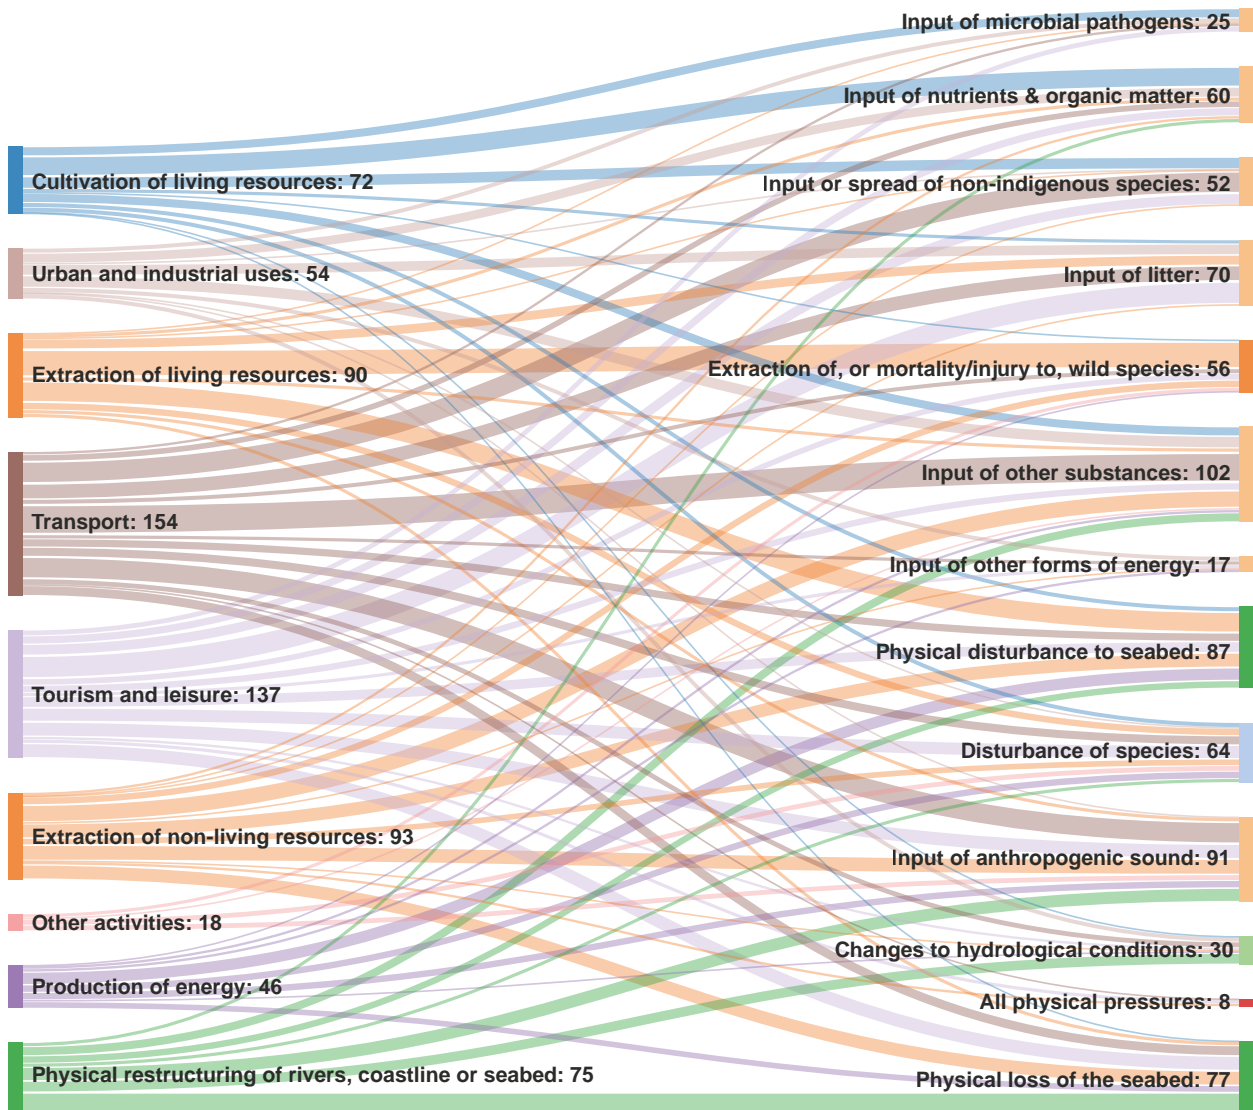 Cultivation of living resources: 72
Urban and industrial uses: 54
Extraction of living resources: 90
Transport: 154
Tourism and leisure: 137
Extraction of non-living resources: 93
Other activities: 18
Production of energy: 46
Physical restructuring of rivers, coastline or seabed: 75
Input of microbial pathogens: 25
Input of nutrients & organic matter: 60
Input or spread of non-indigenous species: 52
Input of litter: 70
Extraction of, or mortality/injury to, wild species: 56
Input of other substances: 102
Input of other forms of energy: 17
Physical disturbance to seabed: 87
Disturbance of species: 64
Input of anthropogenic sound: 91
Changes to hydrological conditions: 30
All physical pressures: 8
Physical loss of the seabed: 77